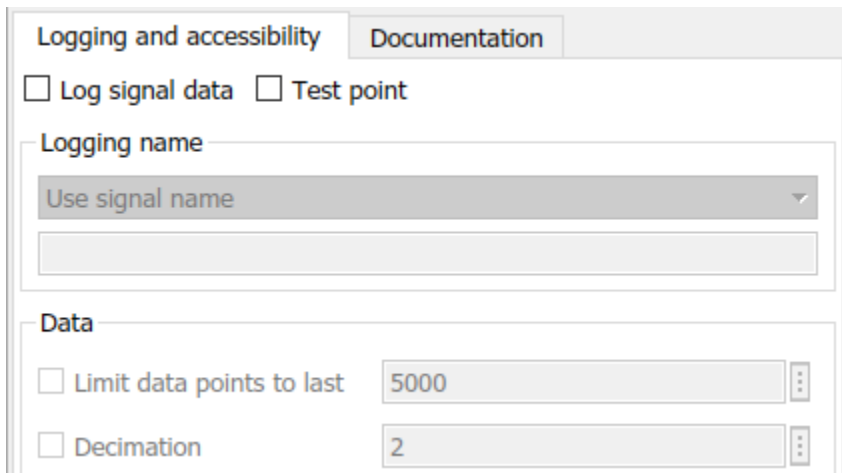 Logging and accessibility Documentation
Log signal data Test point
Logging name
Use signal name
Data
Limit data points to last 5000
Decimation 2